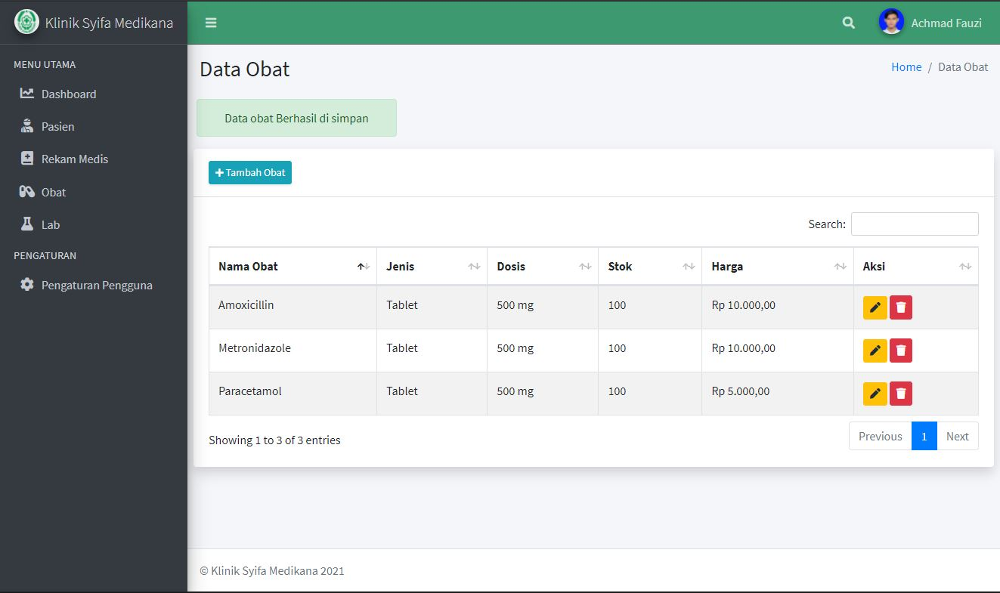 Klinik Syifa Medikana
Achmad Fauzi
MENU UTAMA
Dashboard
Pasien
Rekam Medis
Obat
Lab
PENGATURAN
Pengaturan Pengguna
Data Obat
Home / Data Obat
Data obat Berhasil di simpan
Tambah Obat
Search:
Nama Obat Jenis Dosis Stok Harga Aksi
Amoxicillin Tablet 500 mg 100 Rp 10.000,00
Metronidazole Tablet 500 mg 100 Rp 10.000,00
Paracetamol Tablet 500 mg 100 Rp 5.000,00
Showing 1 to 3 of 3 entries
Previous 1 Next
© Klinik Syifa Medikana 2021